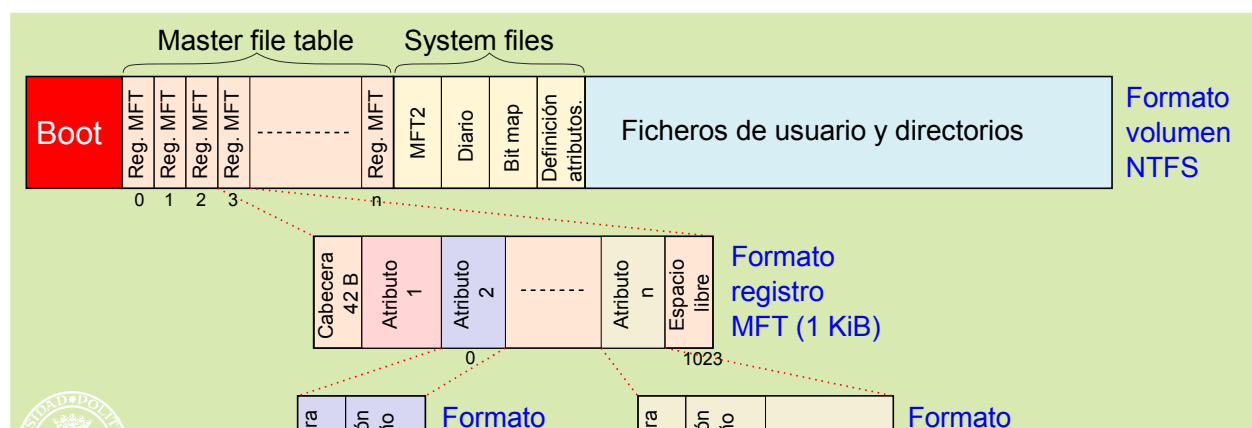 Master file table
System files
Boot
Reg. MFT
Reg. MFT
Reg. MFT
Reg. MFT
---------
Reg. MFT
MFT2
Diario
Bit map
Definición
atributos.
Ficheros de usuario y directorios
Formato
volumen
NTFS
0 1 2 3 n
Cabecera
42 B
Atributo
1
Atributo
2
-------
Atributo
n
Espacio
libre
Formato
registro
MFT (1 KiB)
0 1023
Formato
Formato